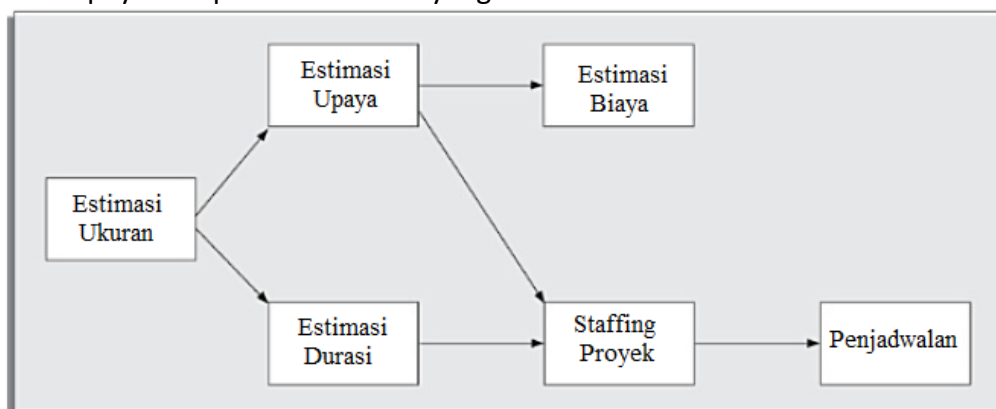 Estimasi
Upaya
Estimasi
Biaya
Estimasi
Ukuran
Estimasi
Durasi
Staffing
Proyek
Penjadwalan